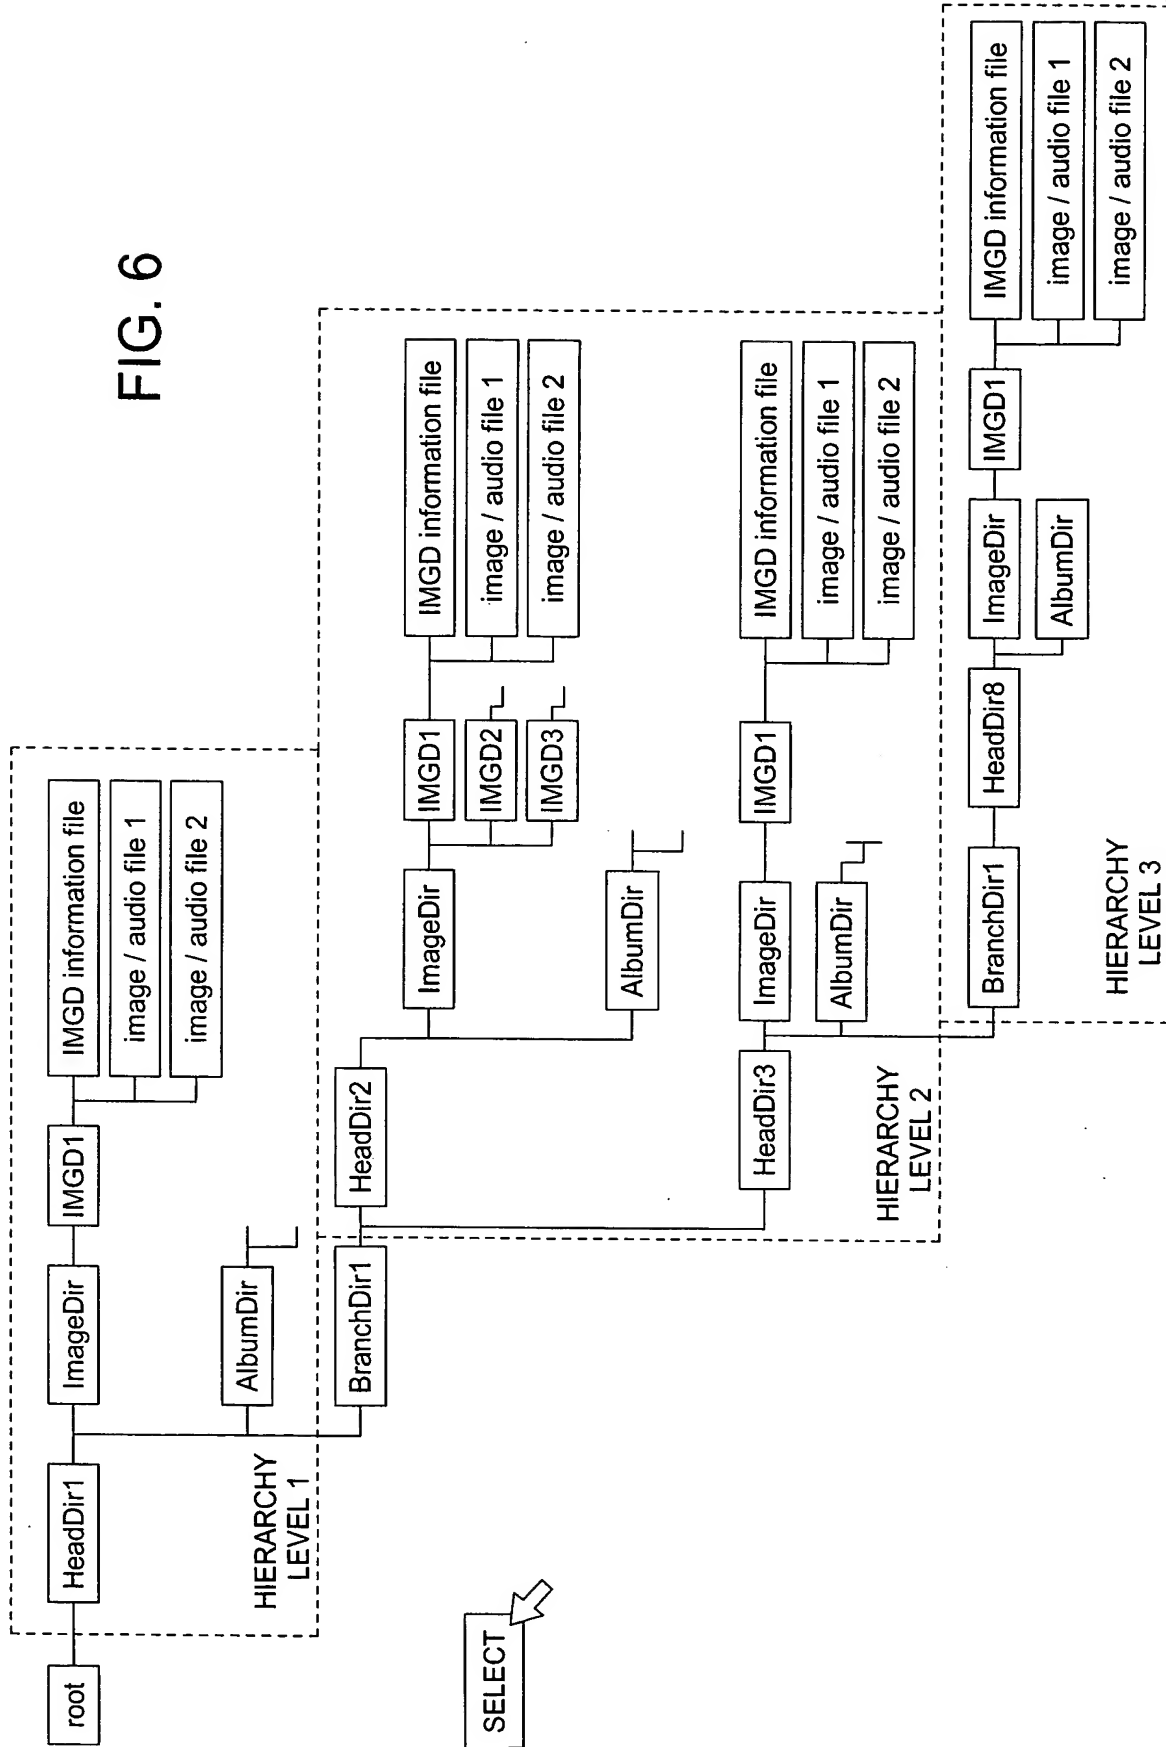 FIG. 6
root
HeadDir1
ImageDir
IMGD1
IMGD information file
image / audio file 1
image / audio file 2
AlbumDir
HIERARCHY
LEVEL 1
BranchDir1
HeadDir2
ImageDir
IMGD1
IMGD information file
image / audio file 1
image / audio file 2
IMGD2
IMGD3
AlbumDir
HeadDir3
ImageDir
IMGD1
IMGD information file
image / audio file 1
image / audio file 2
AlbumDir
HIERARCHY
LEVEL 2
BranchDir1
HeadDir8
ImageDir
IMGD1
IMGD information file
image / audio file 1
image / audio file 2
AlbumDir
HIERARCHY
LEVEL 3
SELECT